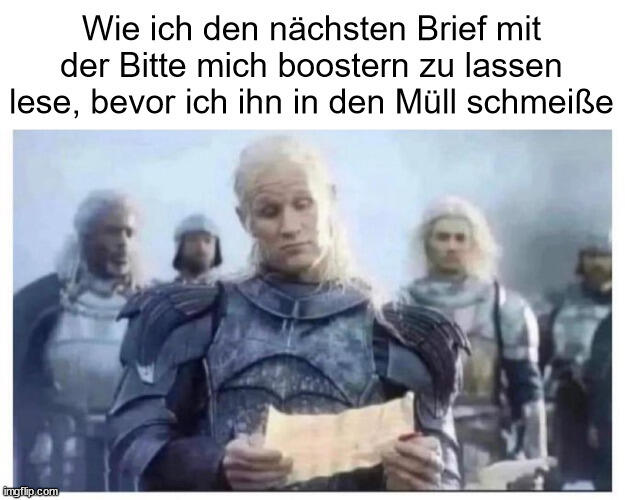 Wie ich den nächsten Brief mit
der Bitte mich boostern zu lassen
lese, bevor ich ihn in den Müll schmeiße
imgflip.com